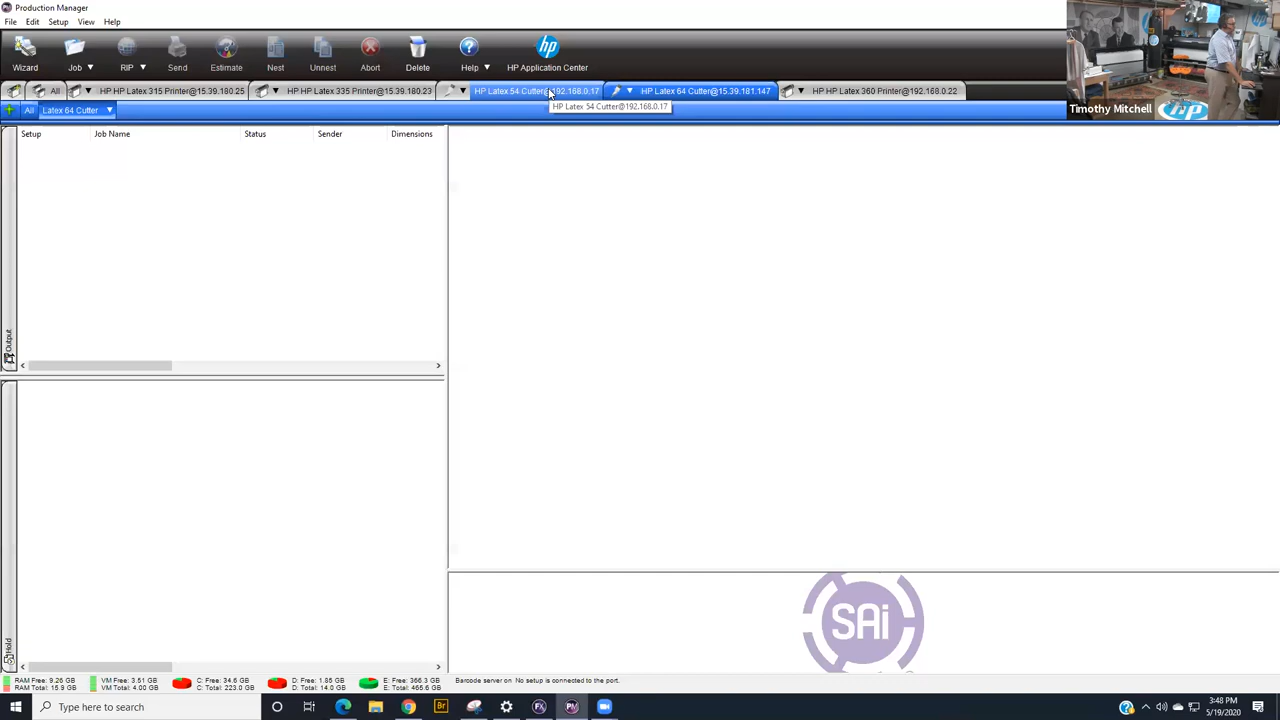 Production Manager
File Edit Setup View Help
Wizard Job RIP Send Estimate Nest Unnest Abort Delete Help HP Application Center
All HP HP Latex 315 Printer@15.39.180.25 HP HP Latex 335 Printer@15.39.180.23 HP Latex 54 Cutter@192.168.0.17 HP Latex 64 Cutter@15.39.181.147 HP HP Latex 360 Printer@192.168.0.22
HP Latex 54 Cutter@192.168.0.17
Timothy Mitchell
hp
All Latex 64 Cutter
Setup Job Name Status Sender Dimensions
Output
Hold
SAi
RAM Free: 9.26 GB VM Free: 3.61 GB C: Free: 34.6 GB D: Free: 1.85 GB E: Free: 366.3 GB Barcode server on No setup is connected to the port.
RAM Total: 15.9 GB VM Total: 4.00 GB C: Total: 223.0 GB D: Total: 14.0 GB E: Total: 465.6 GB
Type here to search
Br FX PM
3:48 PM
5/19/2020